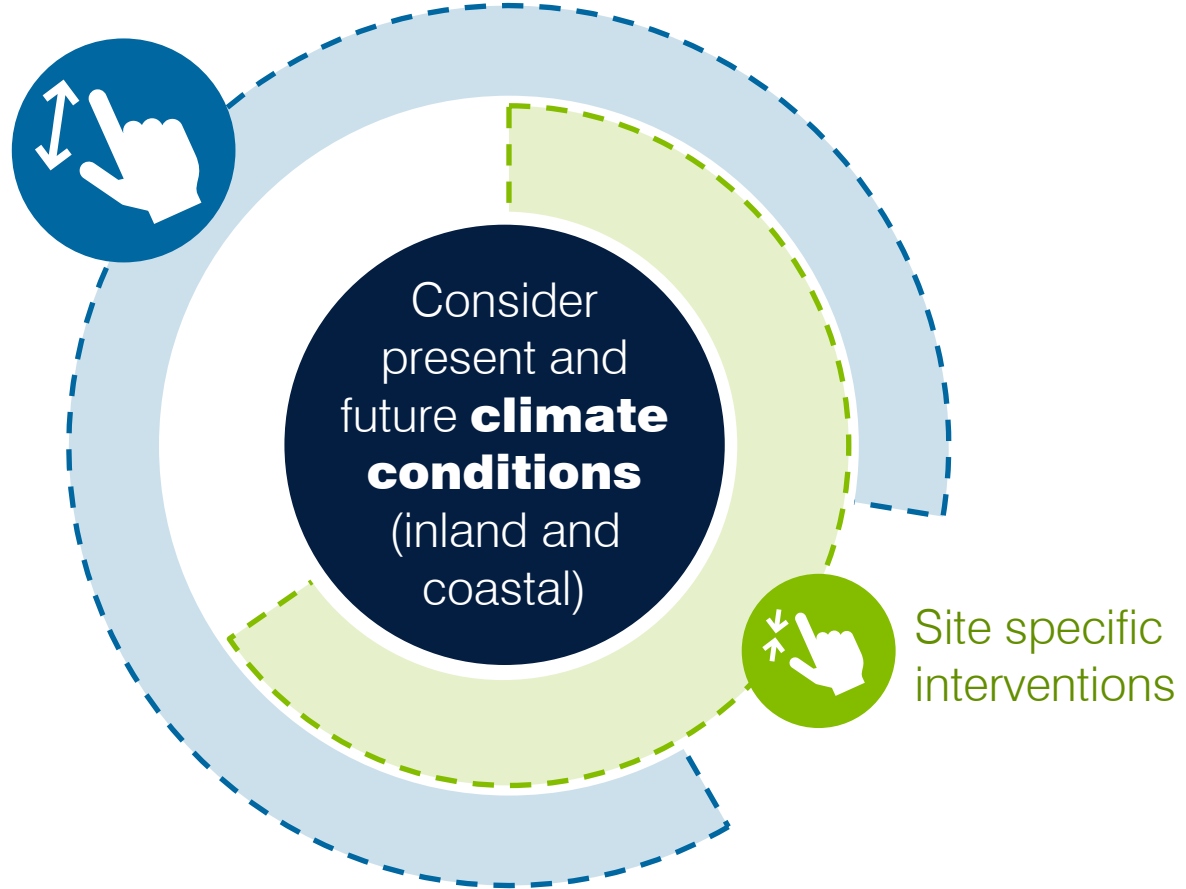 Consider
present and
future climate
conditions
(inland and
coastal)
Site specific
interventions